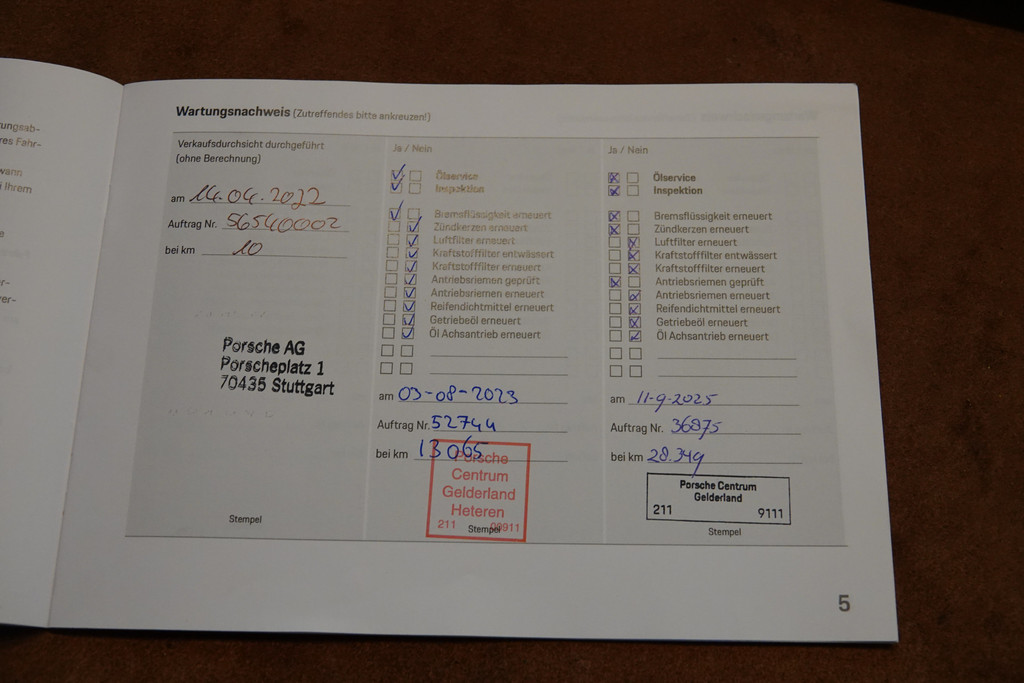 ungsab-
res Fahr-
wann
i Ihrem
e
r-
ver-
Wartungsnachweis (Zutreffendes bitte ankreuzen!)
Verkaufsdurchsicht durchgeführt
(ohne Berechnung)
am 14.04.2022
Auftrag Nr. 56540002
bei km 10
Porsche AG
Porscheplatz 1
70435 Stuttgart
Stempel
Ja / Nein
Ölservice
Inspektion
Bremsflüssigkeit erneuert
Zündkerzen erneuert
Luftfilter erneuert
Kraftstofffilter entwässert
Kraftstofffilter erneuert
Antriebsriemen geprüft
Antriebsriemen erneuert
Reifendichtmittel erneuert
Getriebeöl erneuert
Öl Achsantrieb erneuert
am 03-08-2023
Auftrag Nr. 52744
bei km 13065
Porsche
Centrum
Gelderland
Heteren
211 09911
Stempel
Ja / Nein
Ölservice
Inspektion
Bremsflüssigkeit erneuert
Zündkerzen erneuert
Luftfilter erneuert
Kraftstofffilter entwässert
Kraftstofffilter erneuert
Antriebsriemen geprüft
Antriebsriemen erneuert
Reifendichtmittel erneuert
Getriebeöl erneuert
Öl Achsantrieb erneuert
am 11-9-2025
Auftrag Nr. 36875
bei km 28.349
Porsche Centrum
Gelderland
211 9111
Stempel
5